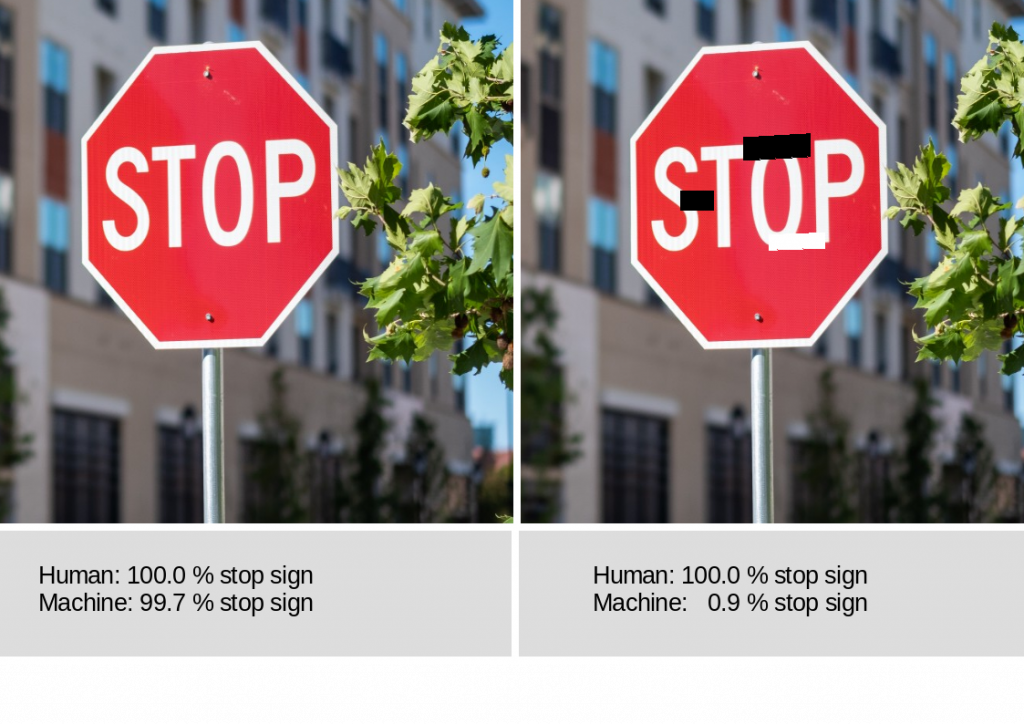 STOP
STOP
Human: 100.0 % stop sign
Machine: 99.7 % stop sign
Human: 100.0 % stop sign
Machine: 0.9 % stop sign